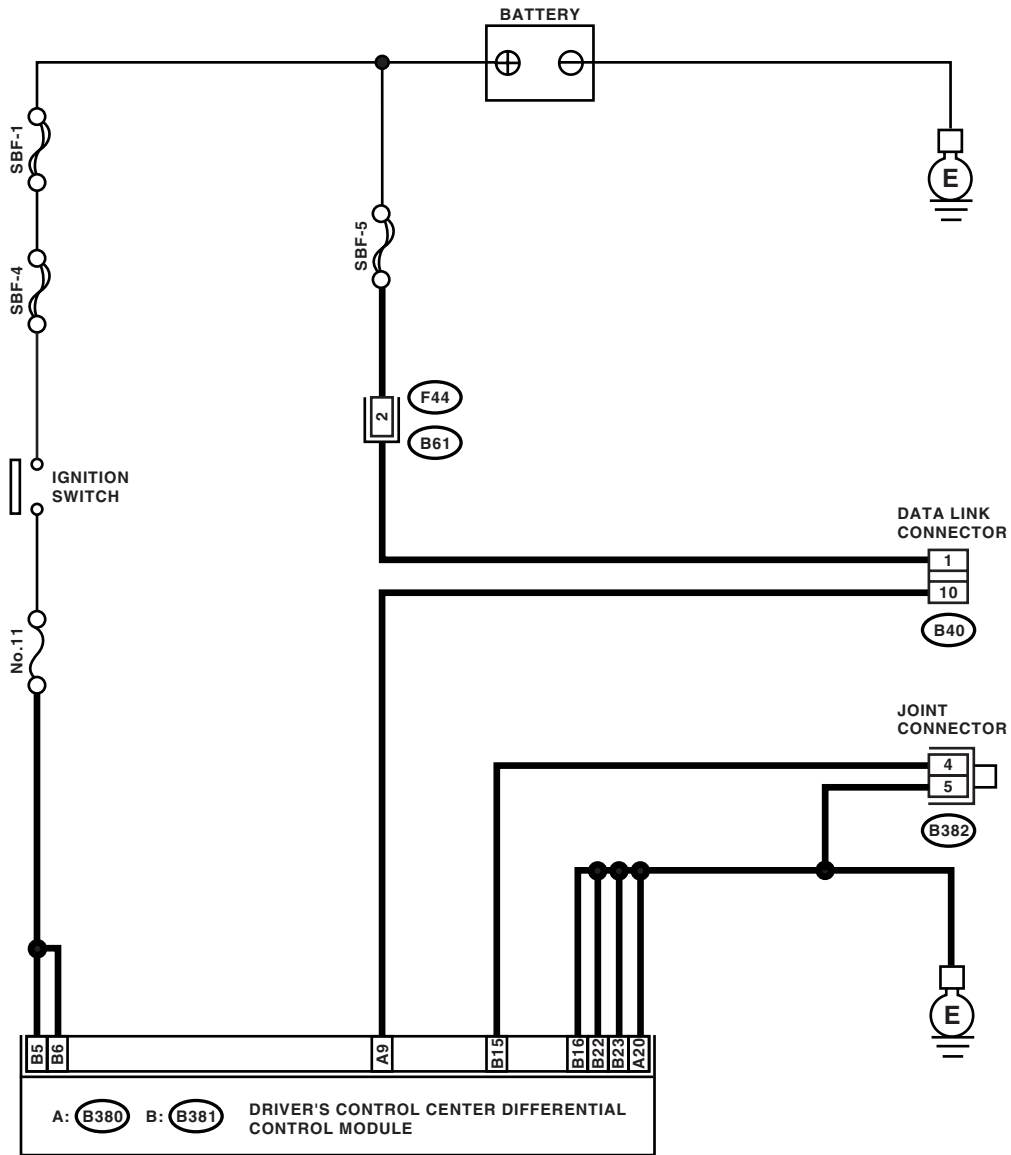 BATTERY
SBF-1
E
SBF-5
SBF-4
F44
2
B61
IGNITION
SWITCH
DATA LINK
CONNECTOR
1
10
B40
No.11
JOINT
CONNECTOR
4
5
B382
E
B5 B6 A9 B15 B16 B22 B23 A20
A: B380 B: B381 DRIVER'S CONTROL CENTER DIFFERENTIAL
CONTROL MODULE